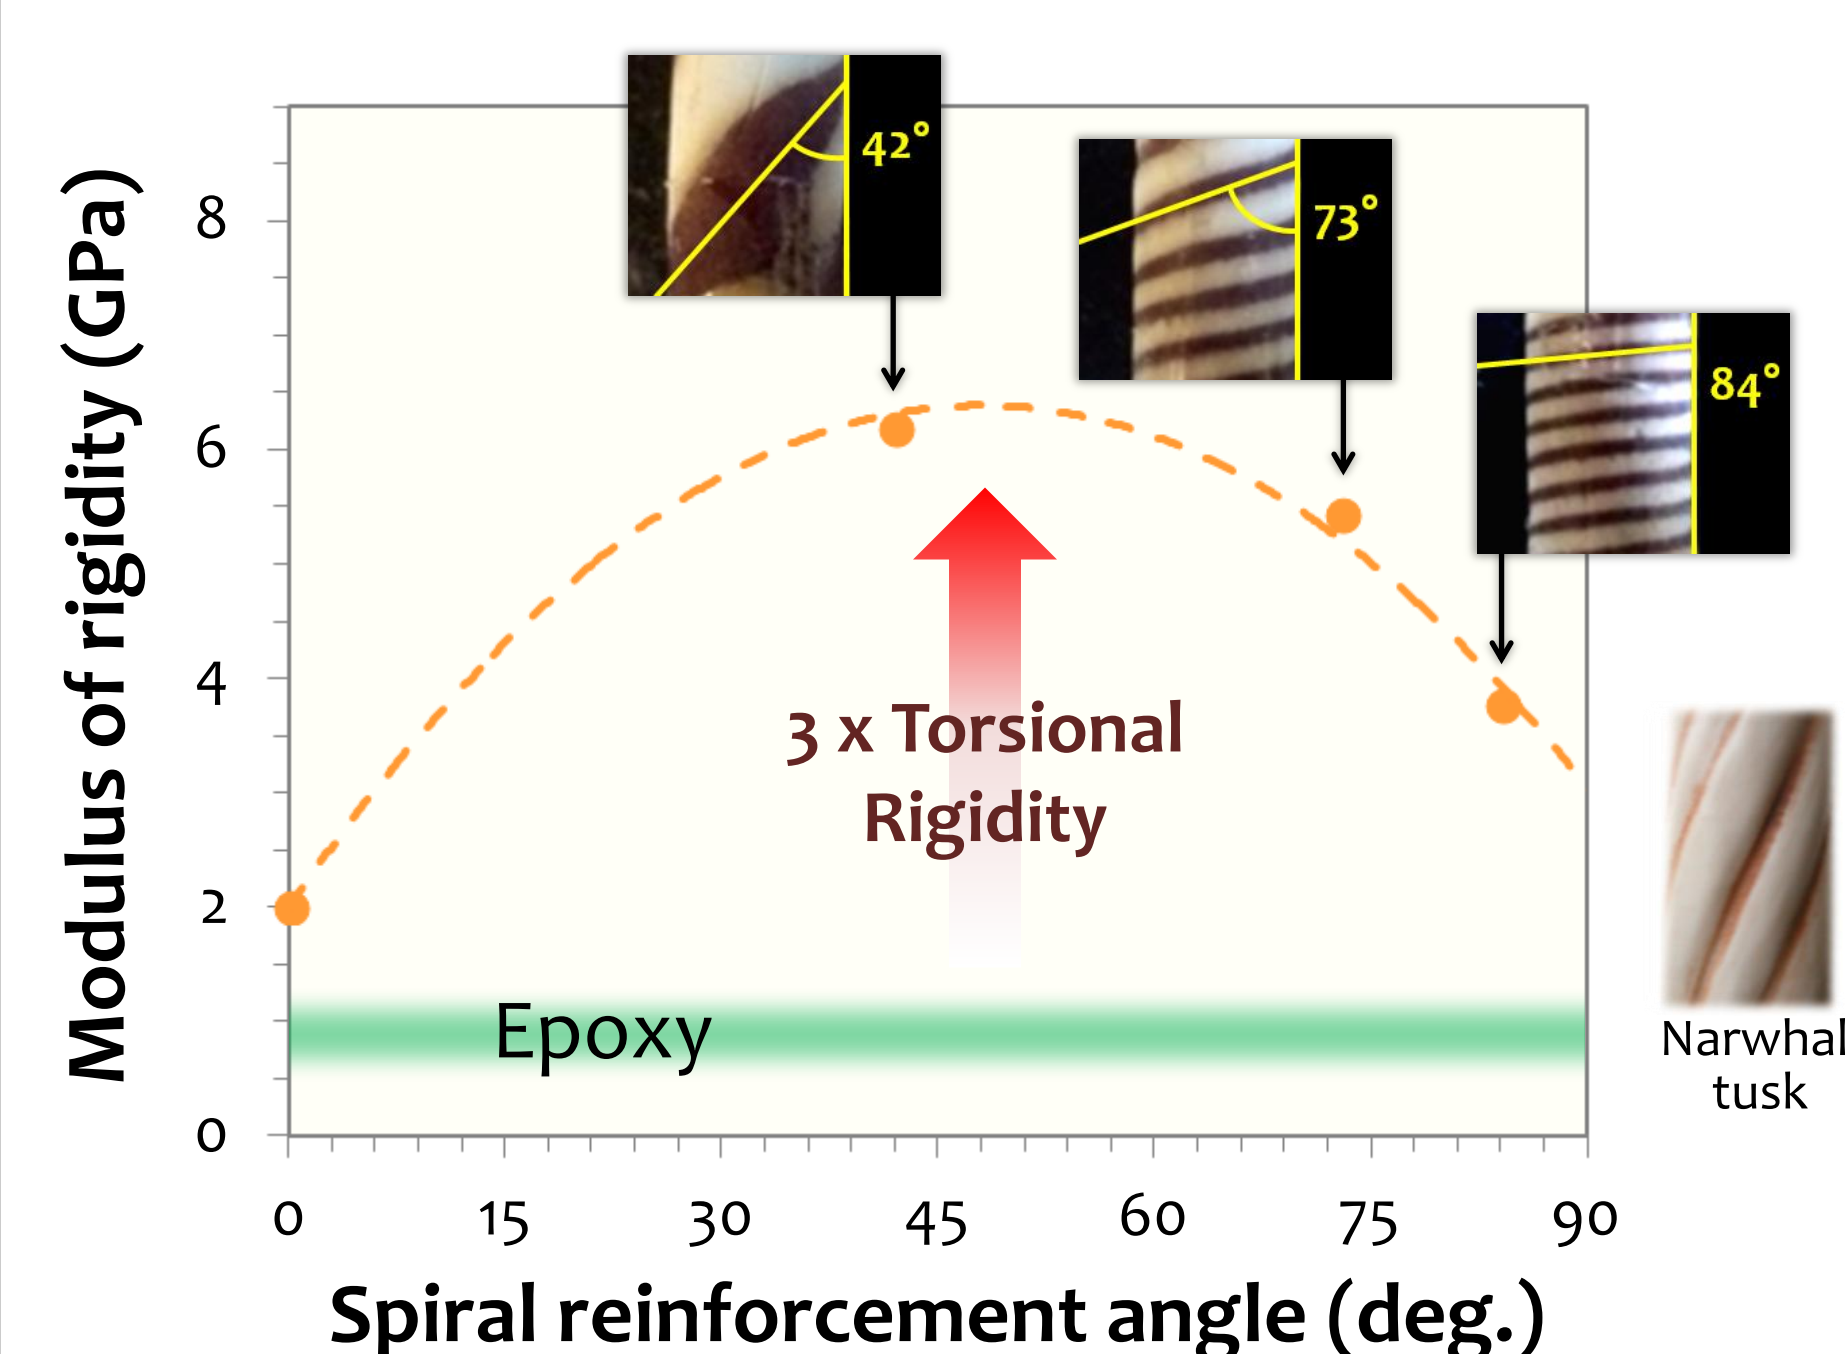 Modulus of rigidity (GPa)
8
6
4
2
0
42°
73°
84°
3 x Torsional
Rigidity
Epoxy
Narwhal
tusk
0 15 30 45 60 75 90
Spiral reinforcement angle (deg.)